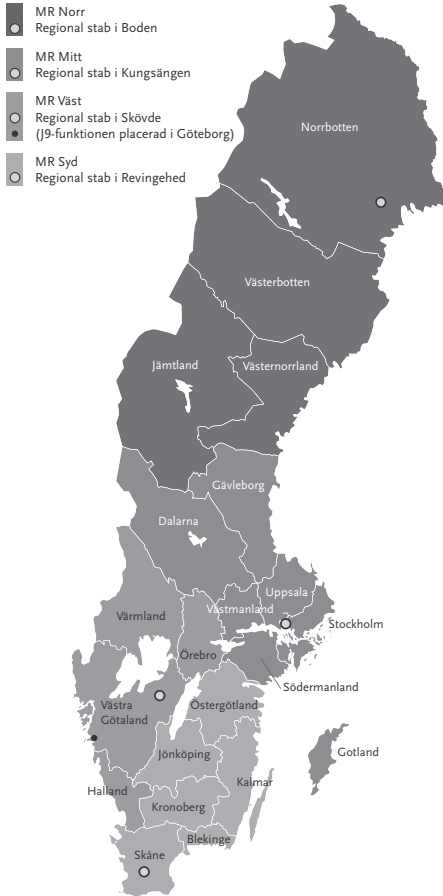 MR Norr
Regional stab i Boden
MR Mitt
Regional stab i Kungsängen
MR Väst
Regional stab i Skövde
(J9-funktionen placerad i Göteborg)
MR Syd
Regional stab i Revingehed
Norrbotten
Västerbotten
Jämtland
Västernorrland
Gävleborg
Dalarna
Uppsala
Västmanland
Värmland
Stockholm
Örebro
Södermanland
Västra
Götaland
Östergötland
Gotland
Jönköping
Halland
Kalmar
Kronoberg
Blekinge
Skåne